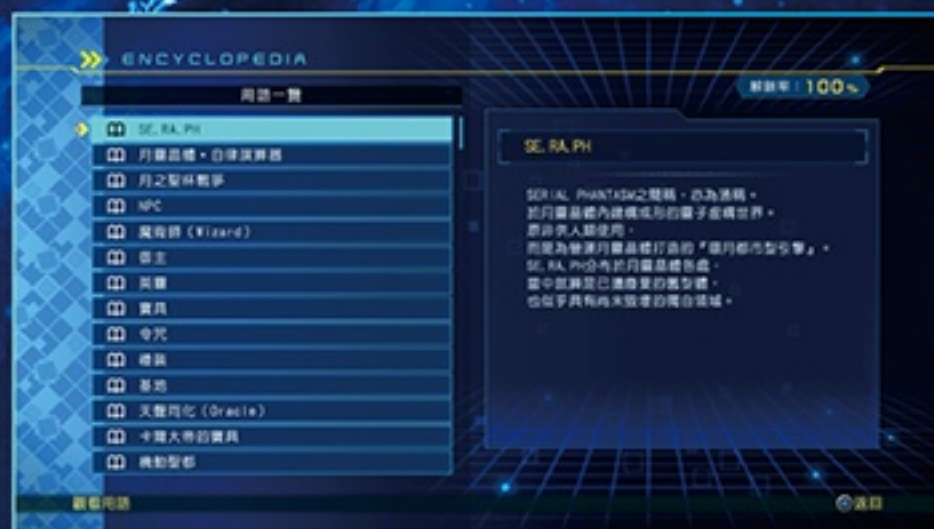 ENCYCLOPEDIA
用語一覽
解鎖率:100%
SE.RA.PH
月靈晶體・自律演算器
月之聖杯戰爭
NPC
魔術師(Wizard)
御主
英靈
寶具
令咒
禮裝
基地
天聲同化(Oracle)
卡爾大帝的寶具
機動聖都
SE.RA.PH
SERIAL PHANTASM之簡稱,亦為通稱。
於月靈晶體內建構成形的靈子虛構世界。
原非供人類使用,
而是為營運月靈晶體打造的『環月都市型引擎』。
SE.RA.PH分布於月靈晶體各處,
當中就算是已遭廢棄的舊型體,
也似乎具有尚未毀壞的獨自領域。
觀看用語
返回